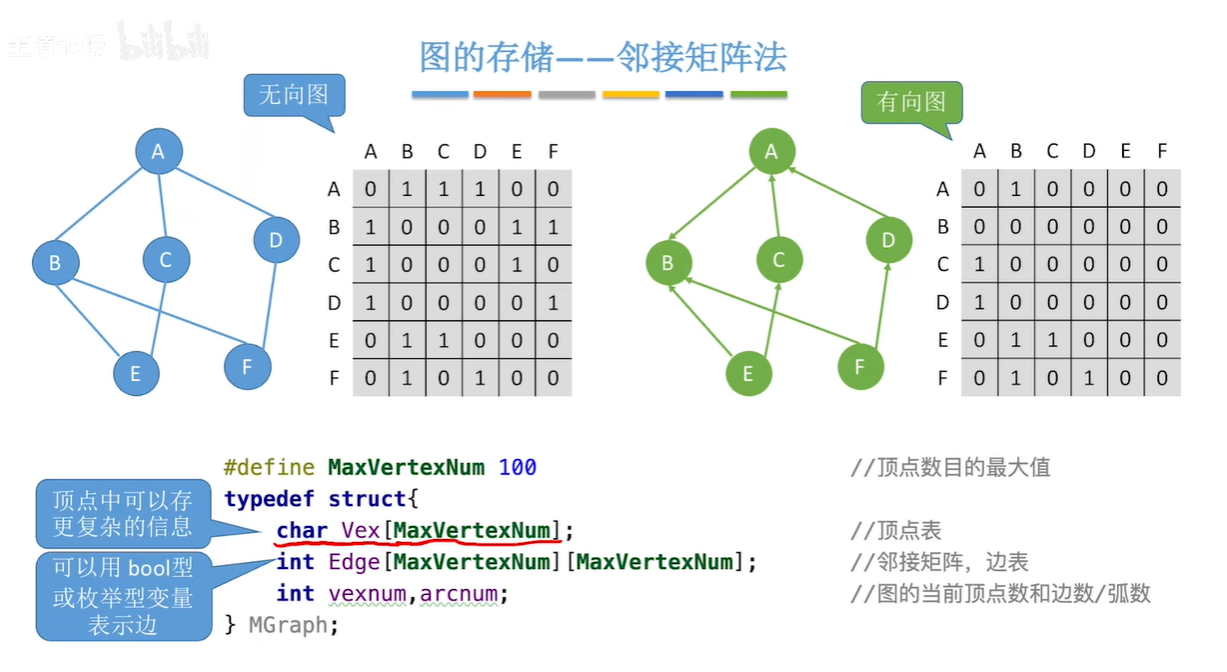 bilibili
图的存储——邻接矩阵法
无向图
A
B
C
D
E
F
A B C D E F
A 0 1 1 1 0 0
B 1 0 0 0 1 1
C 1 0 0 0 1 0
D 1 0 0 0 0 1
E 0 1 1 0 0 0
F 0 1 0 1 0 0
有向图
A
B
C
D
E
F
A B C D E F
A 0 1 0 0 0 0
B 0 0 0 0 0 0
C 1 0 0 0 0 0
D 1 0 0 0 0 0
E 0 1 1 0 0 0
F 0 1 0 1 0 0
#define MaxVertexNum 100 //顶点数目的最大值
typedef struct{
char Vex[MaxVertexNum]; //顶点表
int Edge[MaxVertexNum][MaxVertexNum]; //邻接矩阵，边表
int vexnum,arcnum; //图的当前顶点数和边数/弧数
} MGraph;
顶点中可以存
更复杂的信息
可以用 bool型
或枚举型变量
表示边